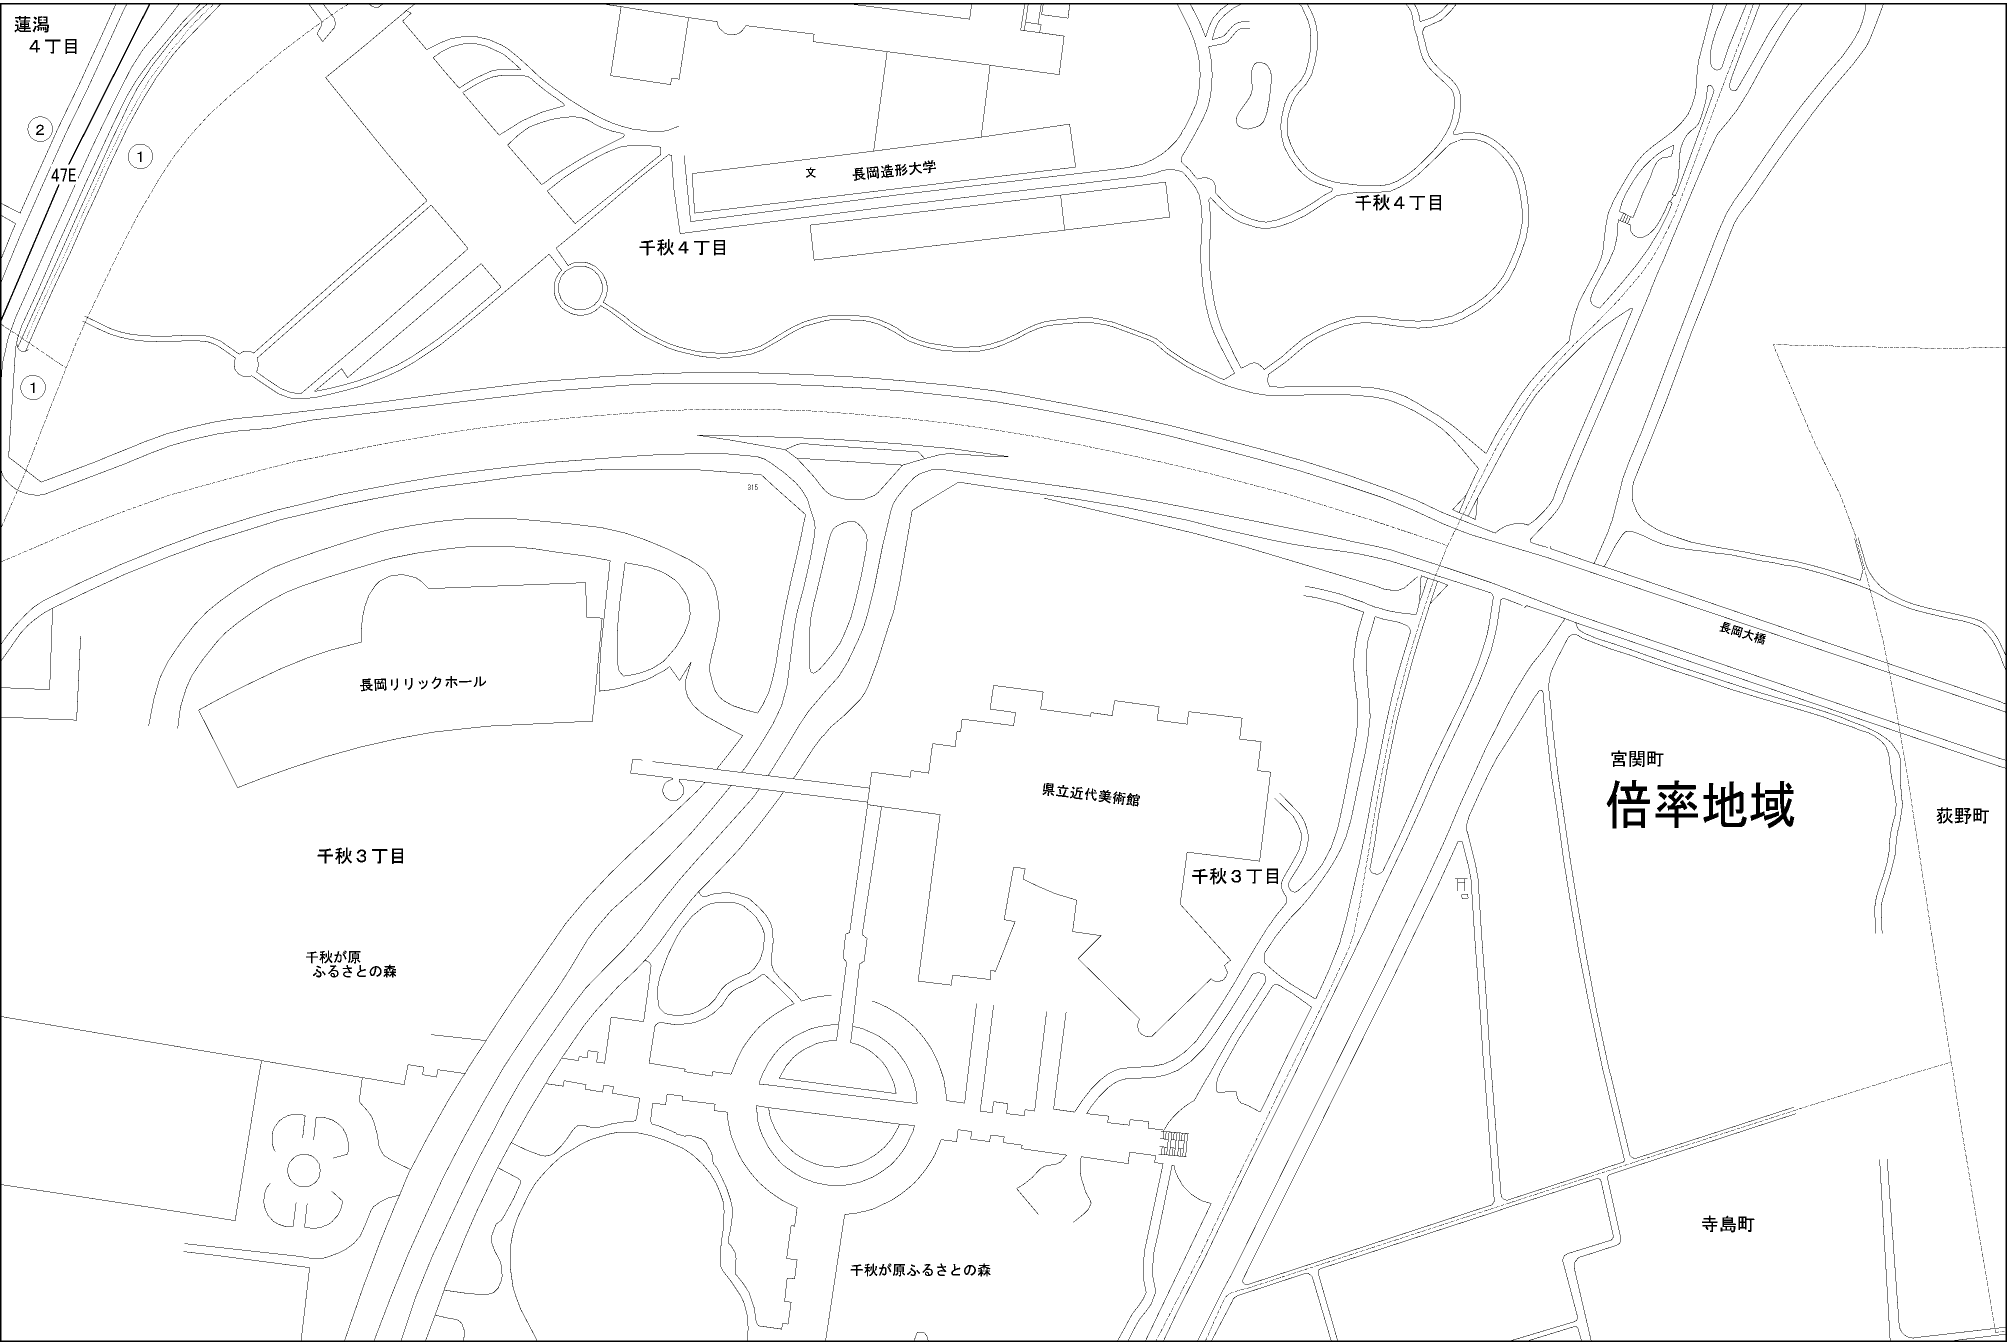 蓮潟
４丁目
2
1
47E
文
長岡造形大学
千秋４丁目
千秋４丁目
1
315
長岡大橋
長岡リリックホール
宮関町
倍率地域
県立近代美術館
荻野町
千秋３丁目
千秋３丁目
千秋が原
ふるさとの森
寺島町
千秋が原ふるさとの森